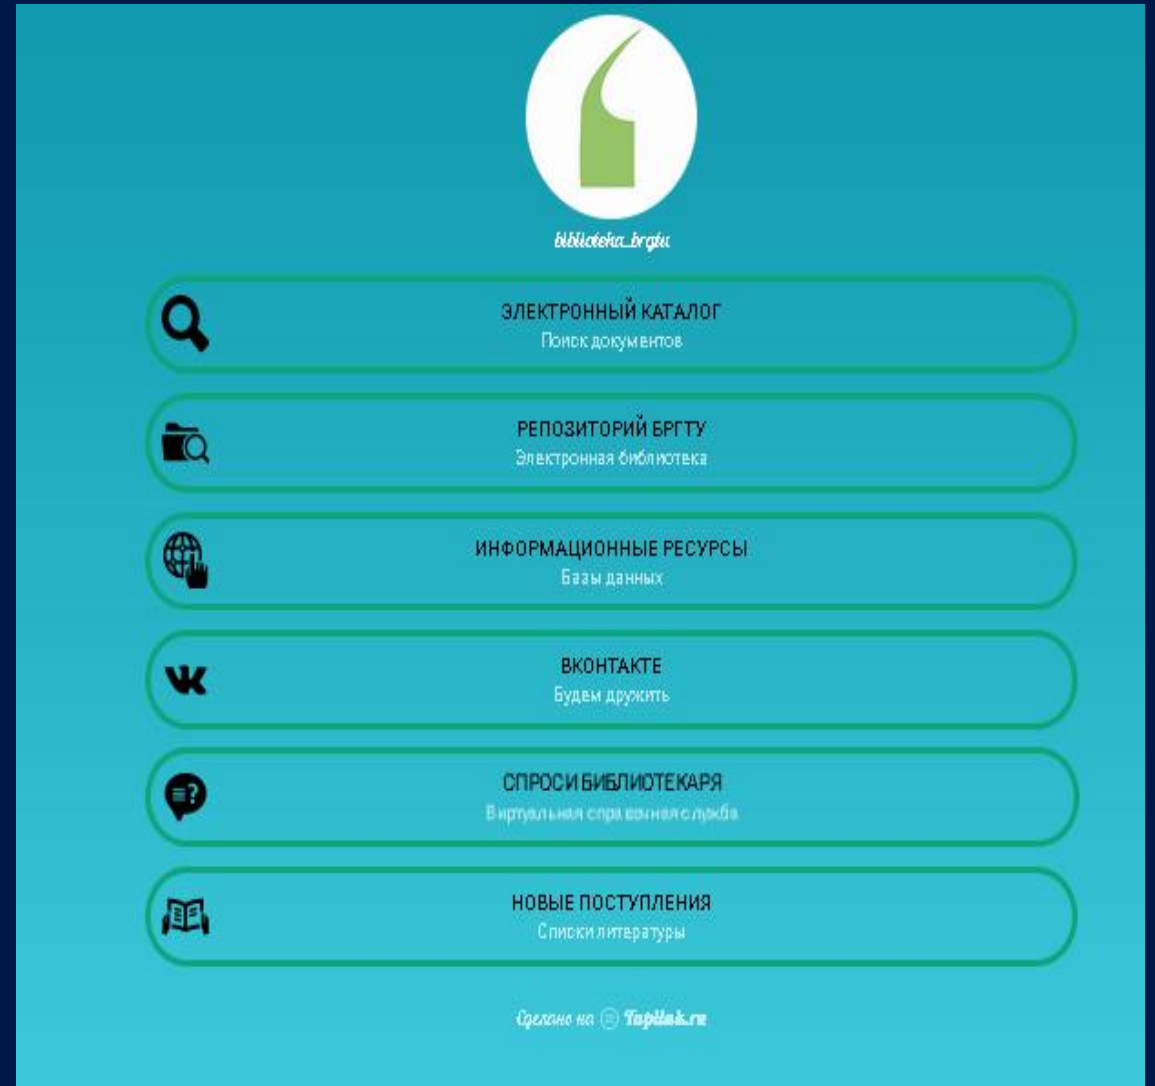 biblioteka_brgtu
ЭЛЕКТРОННЫЙ КАТАЛОГ
Поиск документов
РЕПОЗИТОРИЙ БРГТУ
Электронная библиотека
ИНФОРМАЦИОННЫЕ РЕСУРСЫ
Базы данных
ВКОНТАКТЕ
Будем дружить
СПРОСИ БИБЛИОТЕКАРЯ
Виртуальная справочная служба
НОВЫЕ ПОСТУПЛЕНИЯ
Списки литературы
Сделано на Taplink.ru